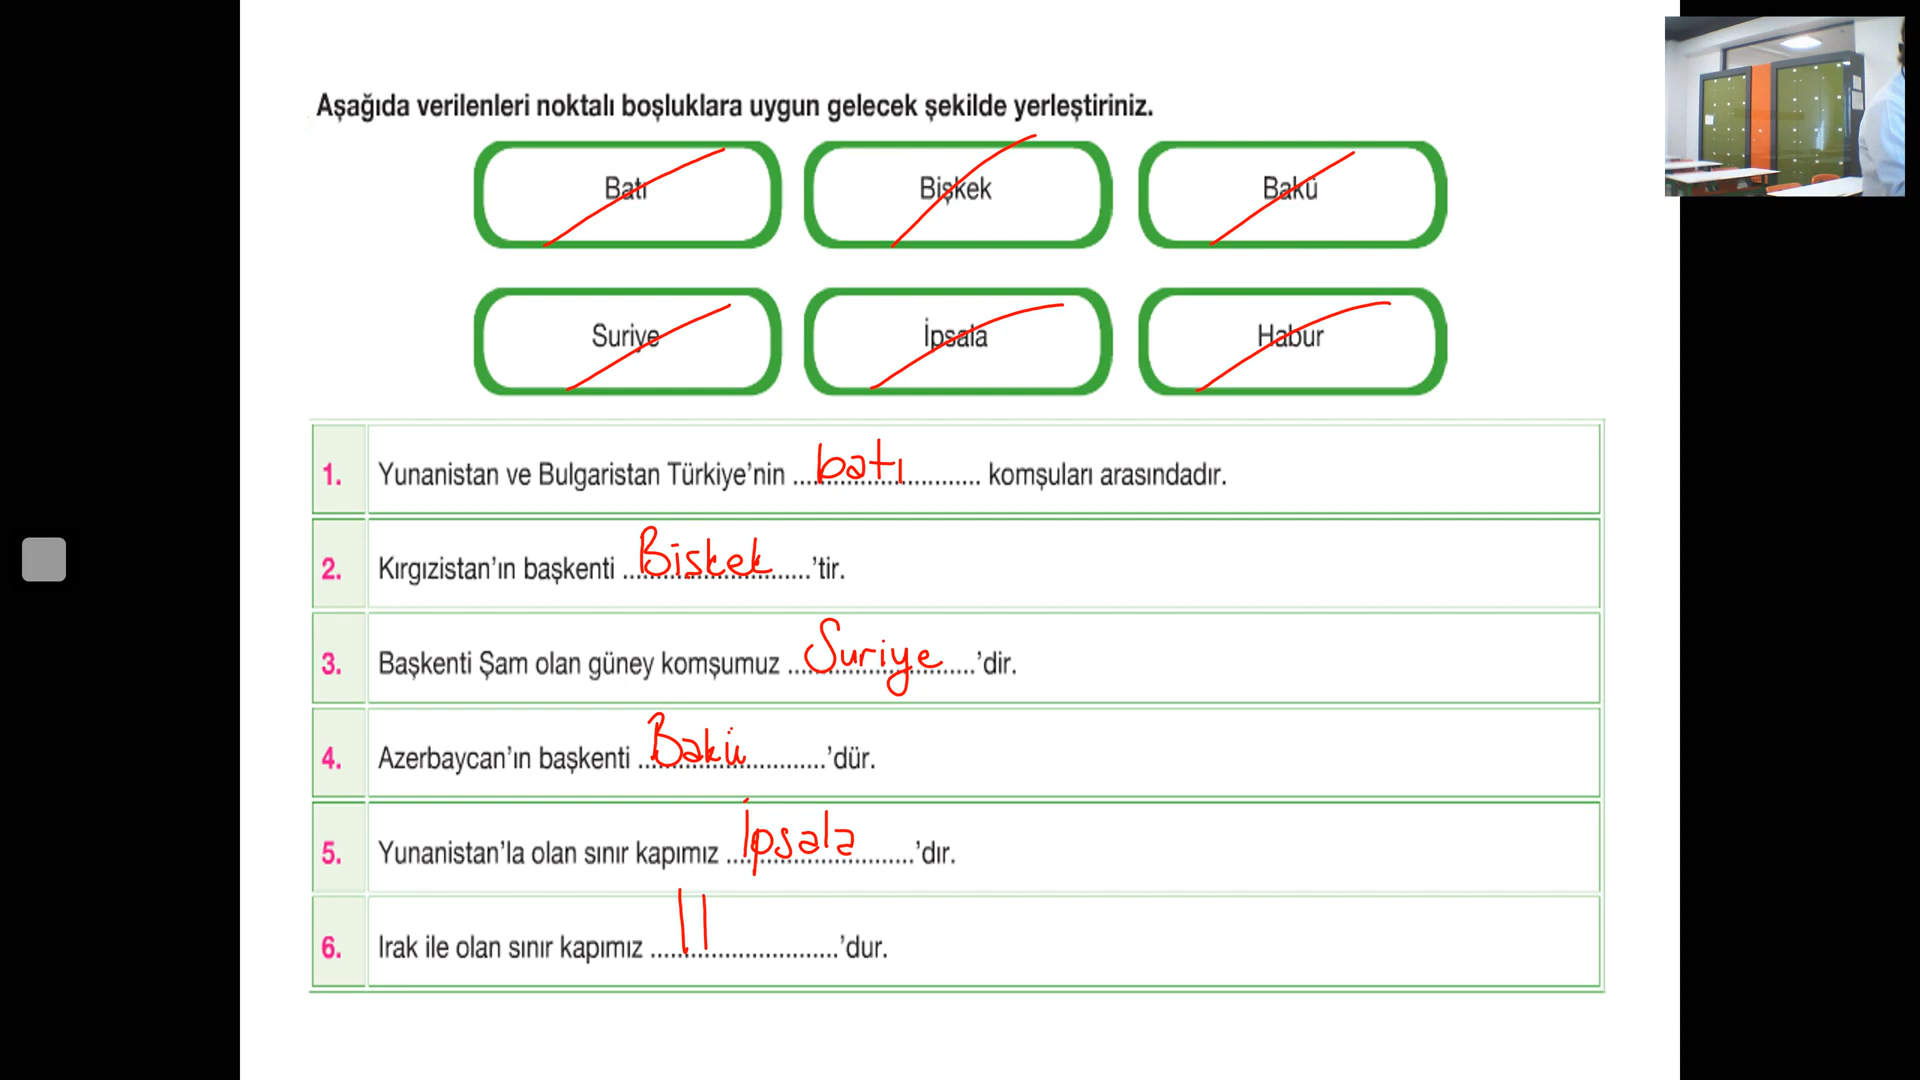 Aşağıda verilenleri noktalı boşluklara uygun gelecek şekilde yerleştiriniz.
Batı Bişkek Bakü
Suriye İpsala Habur
1. Yunanistan ve Bulgaristan Türkiye'nin ....batı.... komşuları arasındadır.
2. Kırgızistan'ın başkenti ....Biskek....'tir.
3. Başkenti Şam olan güney komşumuz ....Suriye....'dir.
4. Azerbaycan'ın başkenti ....Bakü....'dür.
5. Yunanistan'la olan sınır kapımız ....İpsala....'dır.
6. Irak ile olan sınır kapımız ............................'dur.